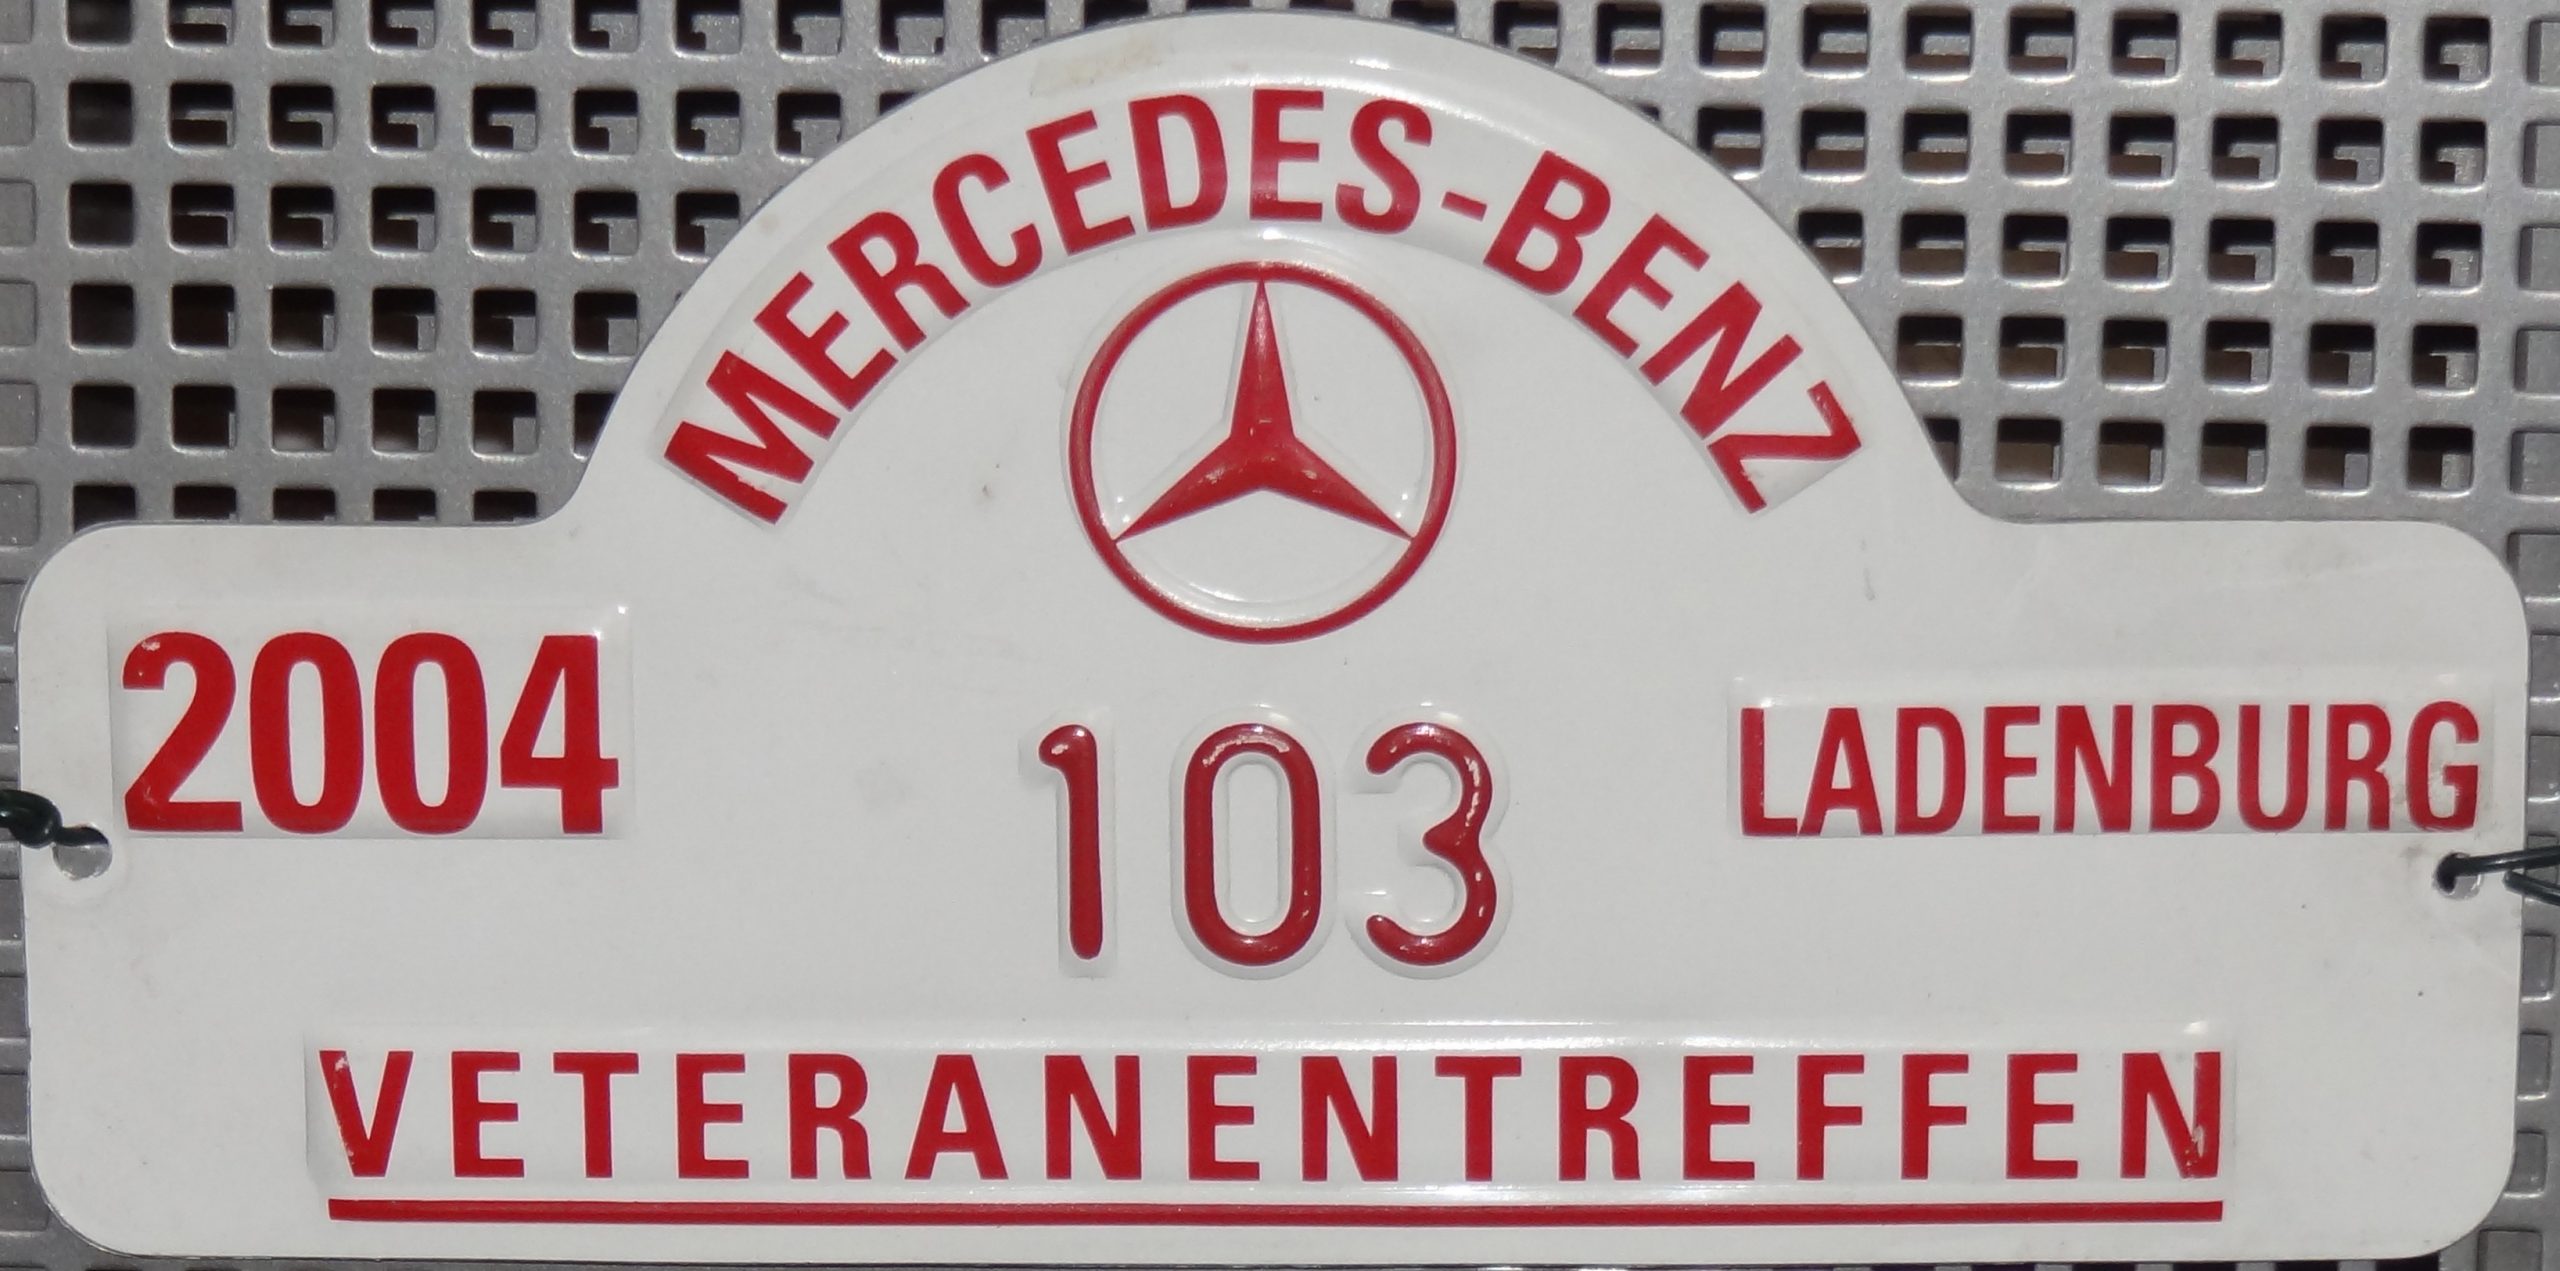 MERCEDES-BENZ
2004
103
LADENBURG
VETERANENTREFFEN